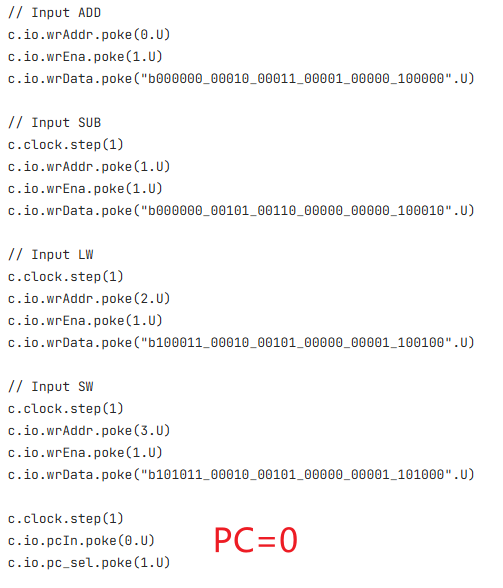 // Input ADD
c.io.wrAddr.poke(0.U)
c.io.wrEna.poke(1.U)
c.io.wrData.poke("b000000_00010_00011_00001_00000_100000".U)
// Input SUB
c.clock.step(1)
c.io.wrAddr.poke(1.U)
c.io.wrEna.poke(1.U)
c.io.wrData.poke("b000000_00101_00110_00000_00000_100010".U)
// Input LW
c.clock.step(1)
c.io.wrAddr.poke(2.U)
c.io.wrEna.poke(1.U)
c.io.wrData.poke("b100011_00010_00101_00000_00001_100100".U)
// Input SW
c.clock.step(1)
c.io.wrAddr.poke(3.U)
c.io.wrEna.poke(1.U)
c.io.wrData.poke("b101011_00010_00101_00000_00001_101000".U)
c.clock.step(1)
c.io.pcIn.poke(0.U)
PC=0
c.io.pc_sel.poke(1.U)